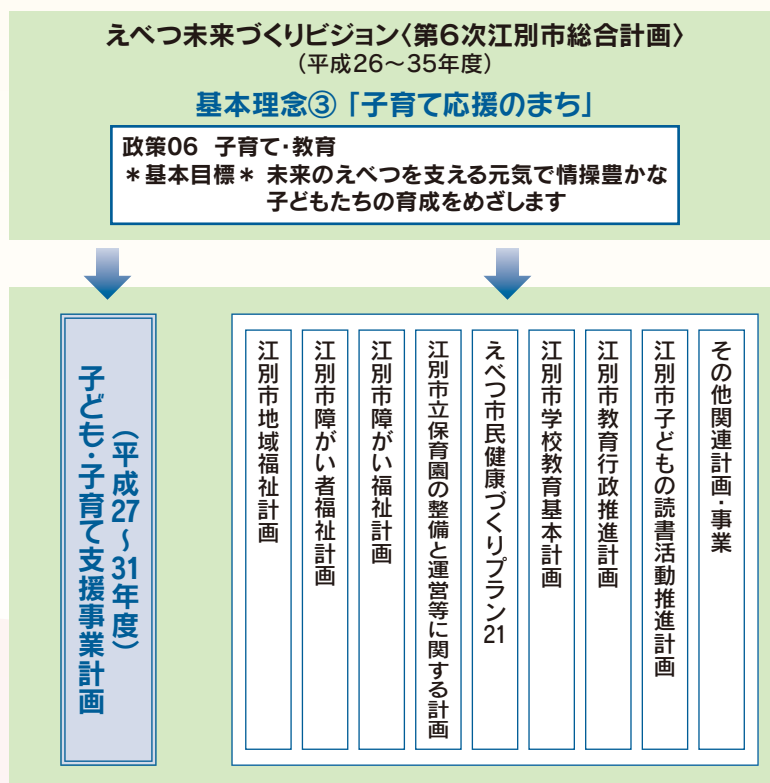 えべつ未来づくりビジョン〈第6次江別市総合計画〉
（平成26～35年度）
基本理念③「子育て応援のまち」
政策06 子育て・教育
＊基本目標＊ 未来のえべつを支える元気で情操豊かな
子どもたちの育成をめざします
子ども・子育て支援事業計画
（平成27～31年度）
江別市地域福祉計画
江別市障がい者福祉計画
江別市障がい福祉計画
江別市立保育園の整備と運営等に関する計画
えべつ市民健康づくりプラン21
江別市学校教育基本計画
江別市教育行政推進計画
江別市子どもの読書活動推進計画
その他関連計画・事業